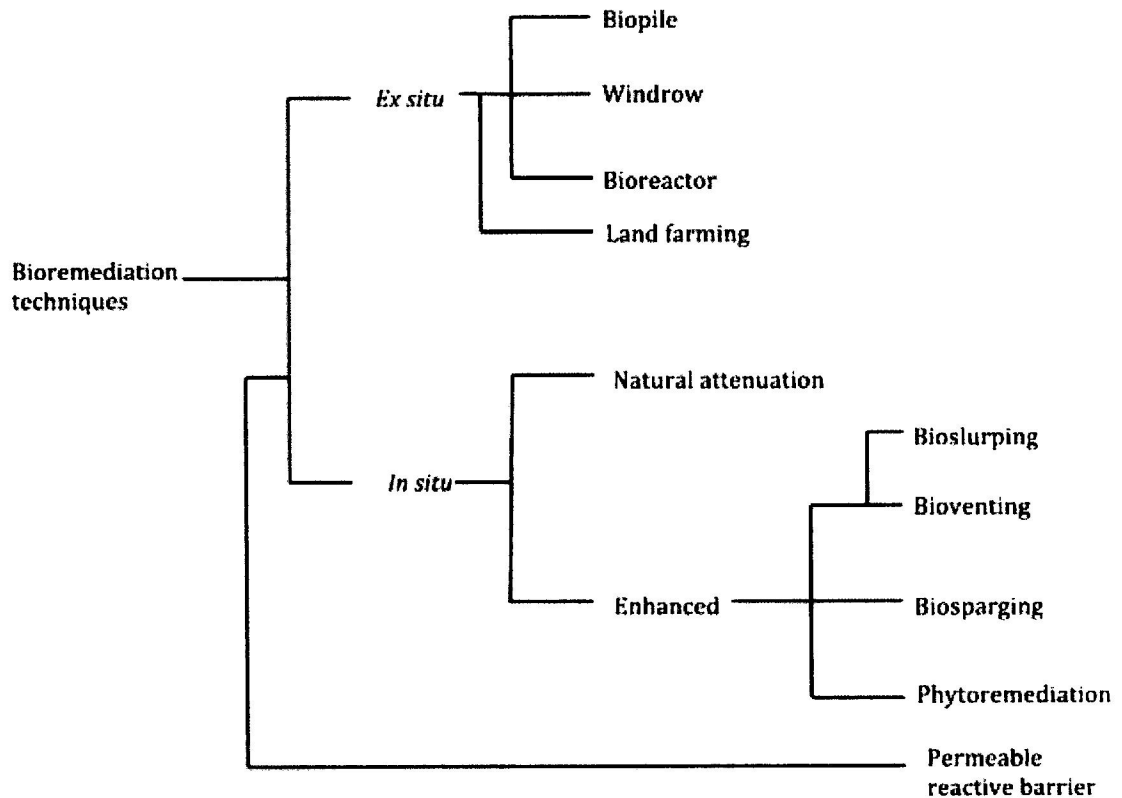 Biopile
Ex situ
Windrow
Bioreactor
Land farming
Bioremediation
techniques
Natural attenuation
Bioslurping
In situ
Bioventing
Enhanced
Biosparging
Phytoremediation
Permeable
reactive barrier